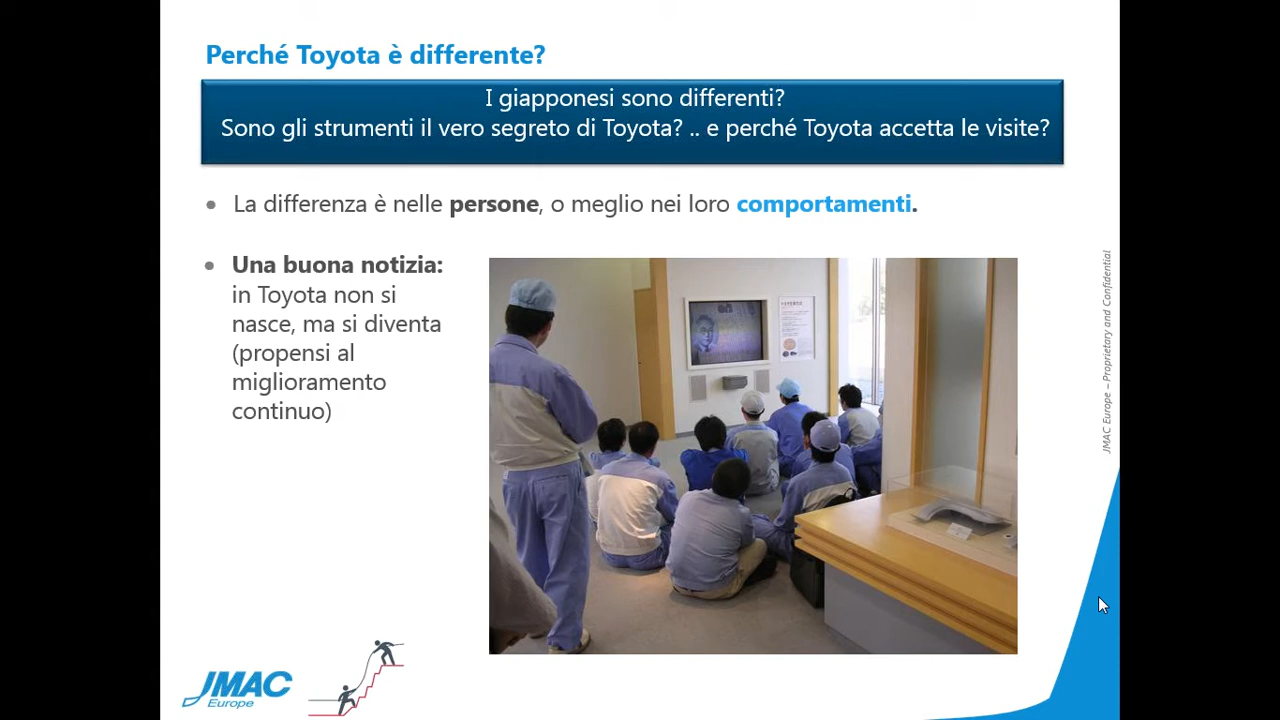 Perché Toyota è differente?
I giapponesi sono differenti?
Sono gli strumenti il vero segreto di Toyota? .. e perché Toyota accetta le visite?
• La differenza è nelle persone, o meglio nei loro comportamenti.
• Una buona notizia:
in Toyota non si
nasce, ma si diventa
(propensi al
miglioramento
continuo)
JMAC Europe – Proprietary and Confidential
JMAC
Europe